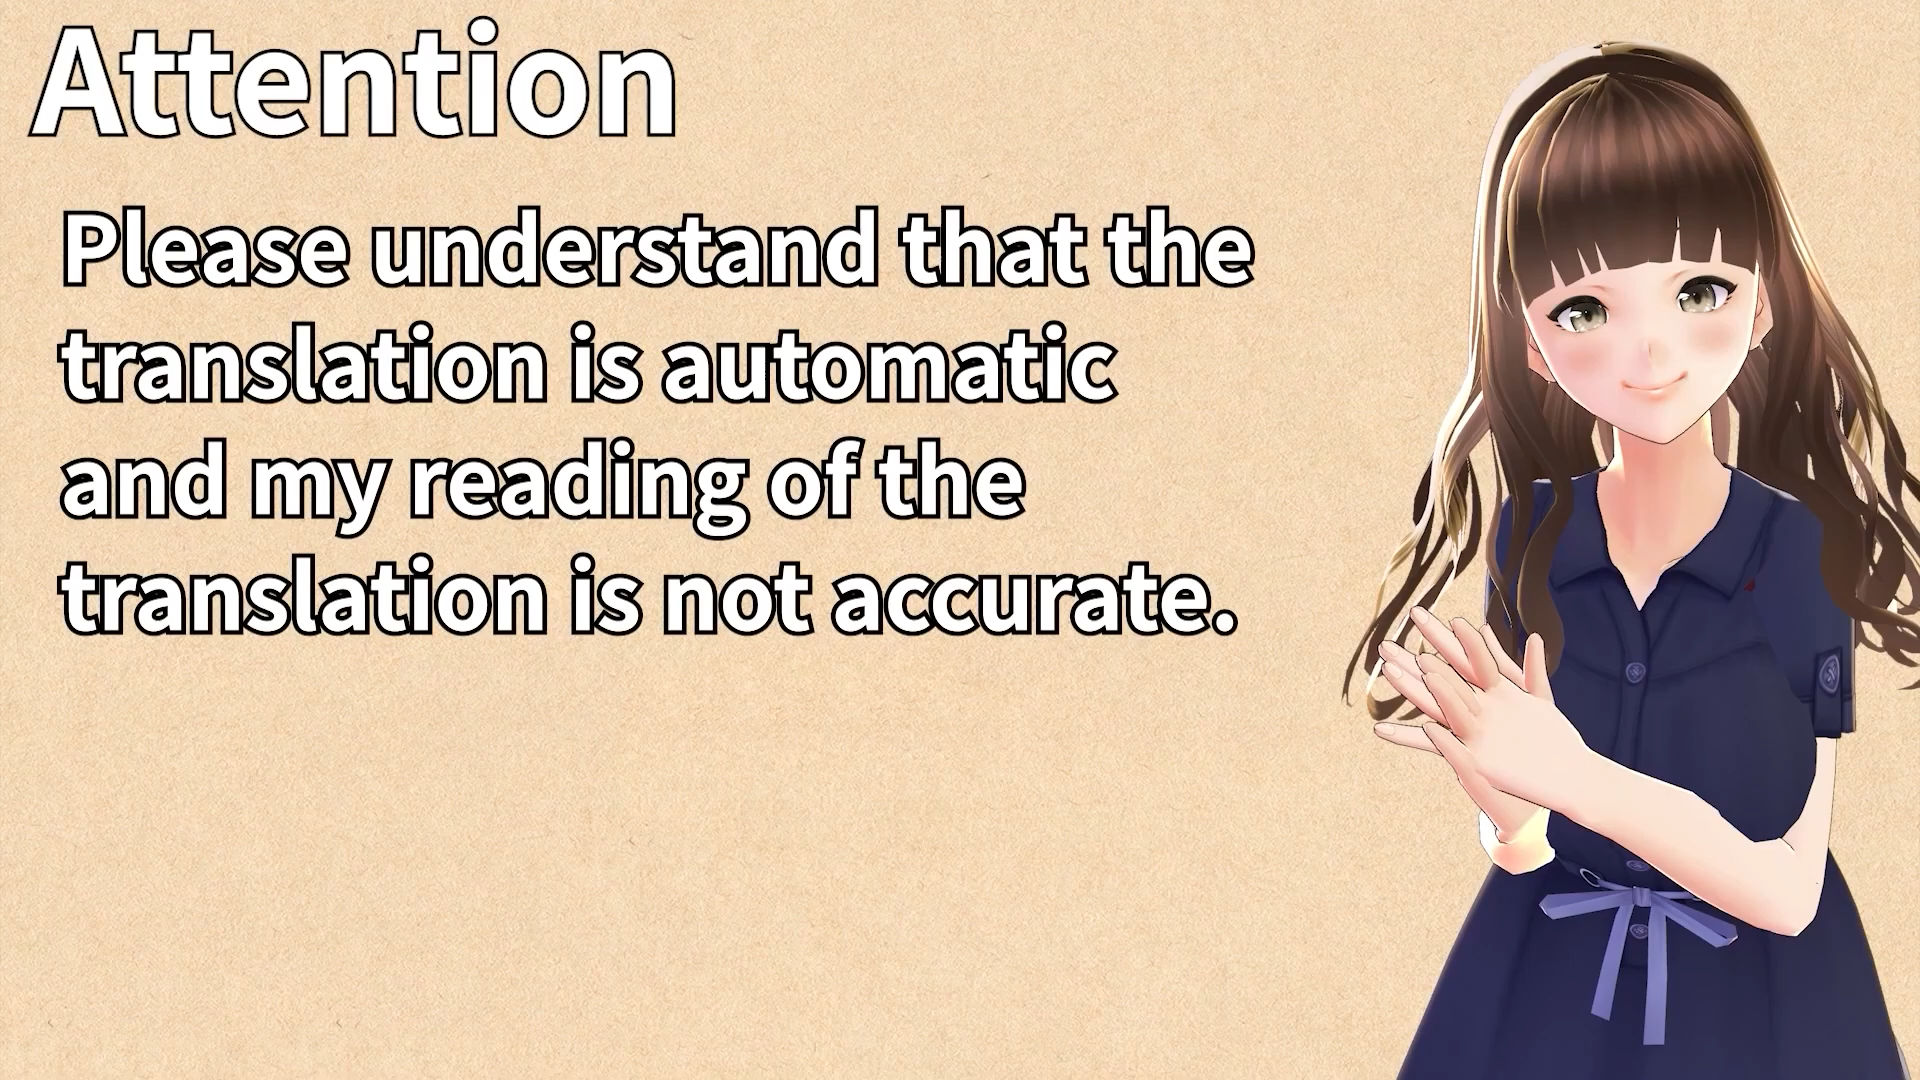 Attention
Please understand that the
translation is automatic
and my reading of the
translation is not accurate.